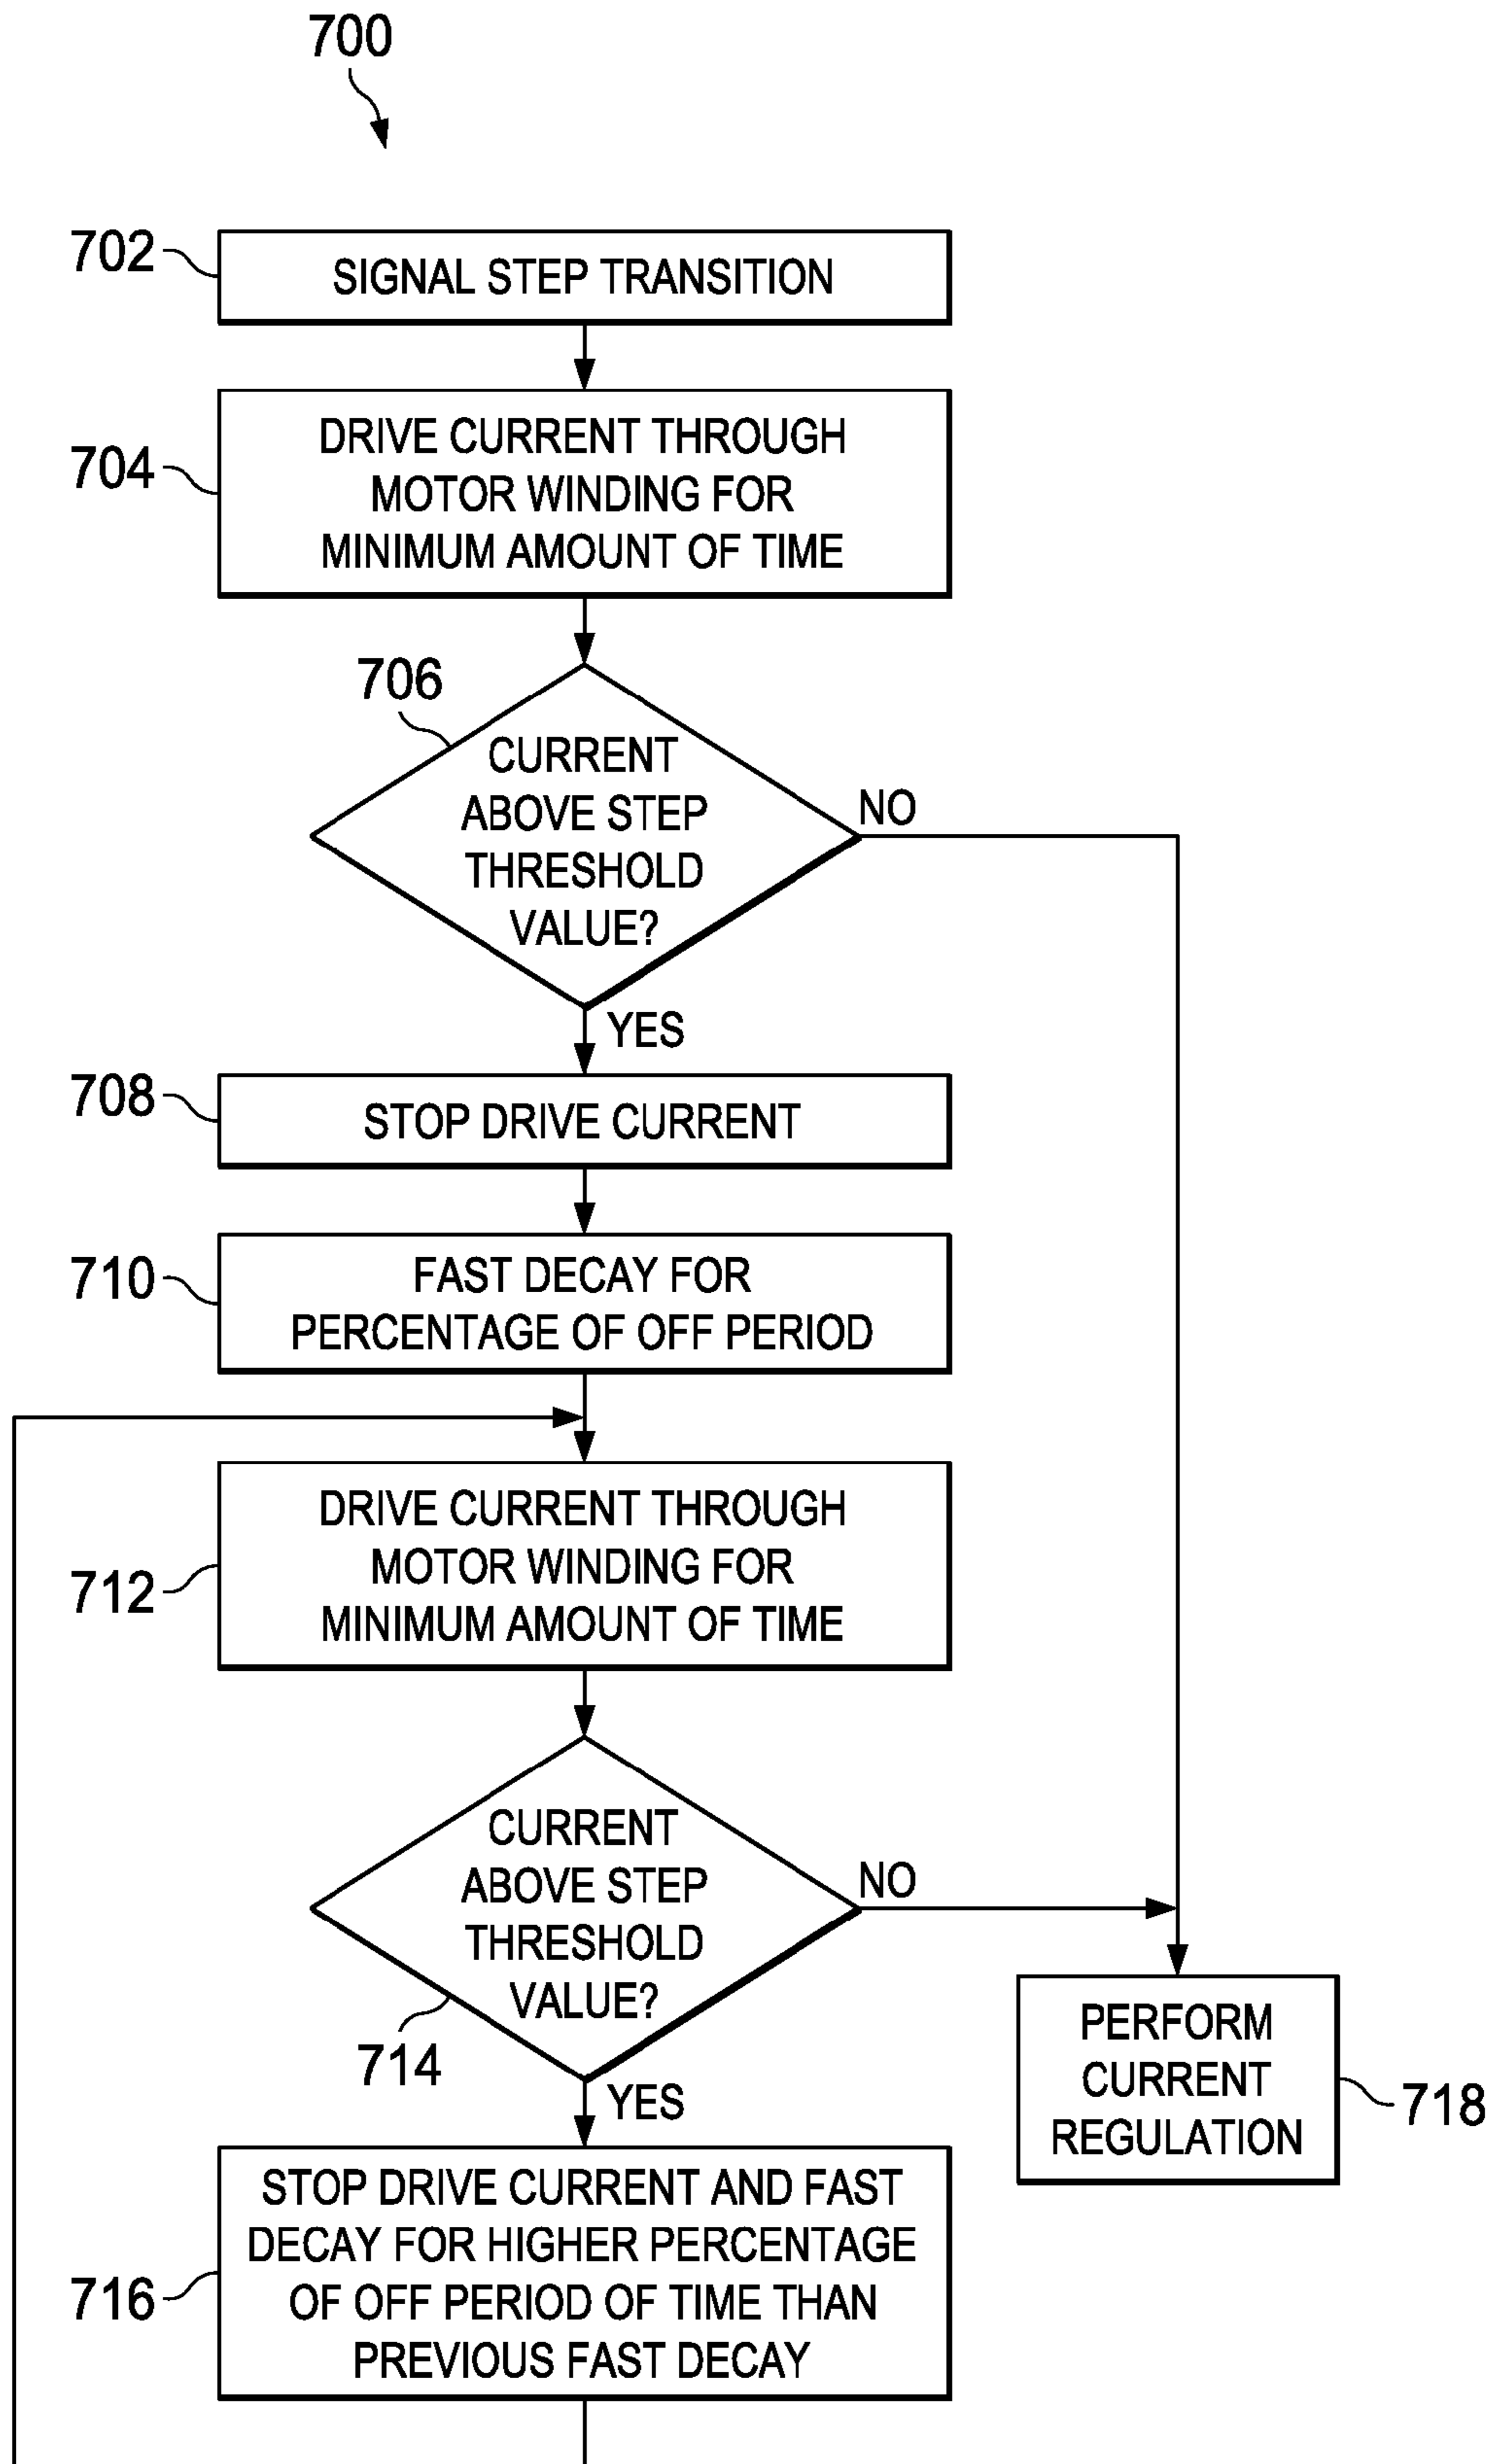 700
702
SIGNAL STEP TRANSITION
704
DRIVE CURRENT THROUGH
MOTOR WINDING FOR
MINIMUM AMOUNT OF TIME
706
CURRENT
ABOVE STEP
THRESHOLD
VALUE?
NO
YES
708
STOP DRIVE CURRENT
710
FAST DECAY FOR
PERCENTAGE OF OFF PERIOD
712
DRIVE CURRENT THROUGH
MOTOR WINDING FOR
MINIMUM AMOUNT OF TIME
CURRENT
ABOVE STEP
THRESHOLD
VALUE?
NO
714
YES
PERFORM
CURRENT
REGULATION
718
716
STOP DRIVE CURRENT AND FAST
DECAY FOR HIGHER PERCENTAGE
OF OFF PERIOD OF TIME THAN
PREVIOUS FAST DECAY